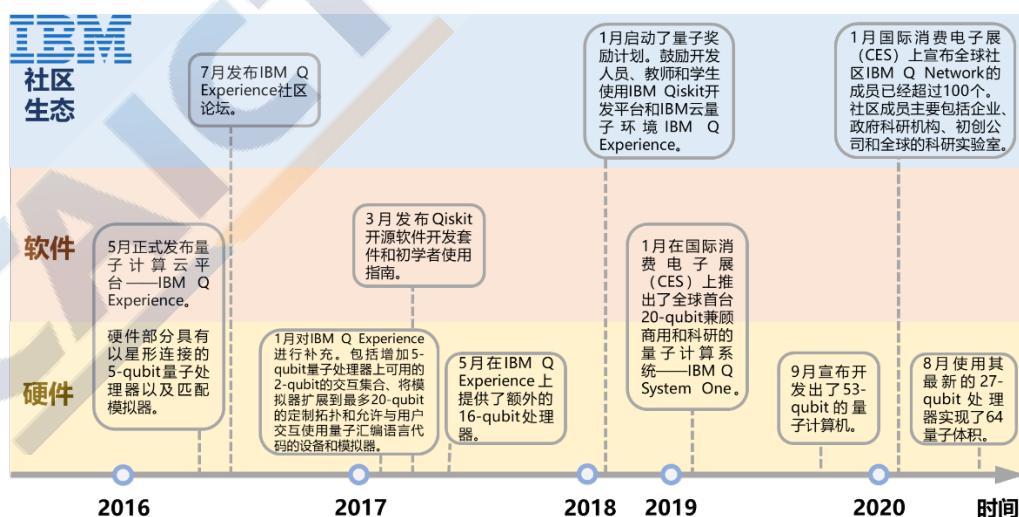 IBM
社区
生态
7月发布IBM Q
Experience社区
论坛。
1月启动了量子奖
励计划。鼓励开发
人员、教师和学生
使用IBM Qiskit开
发平台和IBM云量
子环境IBM Q
Experience。
1月国际消费电子展
（CES）上宣布全球社
区IBM Q Network的
成员已经超过100个。
社区成员主要包括企业、
政府科研机构、初创公
司和全球的科研实验室。
软件
5月正式发布量
子计算云平
台——IBM Q
Experience。
硬件部分具有
以星形连接的
5-qubit量子处
理器以及匹配
模拟器。
3月发布Qiskit
开源软件开发套
件和初学者使用
指南。
1月在国际消
费电子展
（CES）上推
出了全球首台
20-qubit兼顾
商用和科研的
量子计算系
统——IBM Q
System One。
硬件
1月对IBM Q Experience
进行补充。包括增加5-
qubit量子处理器上可用的
2-qubit的交互集合、将模
拟器扩展到最多20-qubit
的定制拓扑和允许与用户
交互使用量子汇编语言代
码的设备和模拟器。
5月在IBM Q
Experience上
提供了额外的
16-qubit处理
器。
9月宣布开
发出了53-
qubit的量
子计算机。
8月使用其
最新的27-
qubit处理
器实现了64
量子体积。
2016
2017
2018
2019
2020
时间
CAICT